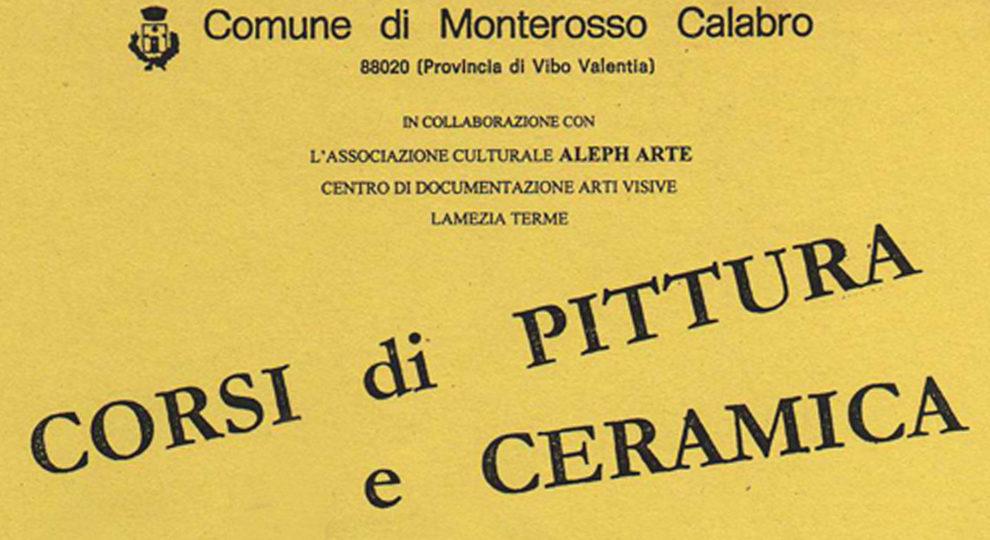 Comune di Monterosso Calabro
88020 (Provincia di Vibo Valentia)
IN COLLABORAZIONE CON
L'ASSOCIAZIONE CULTURALE ALEPH ARTE
CENTRO DI DOCUMENTAZIONE ARTI VISIVE
LAMEZIA TERME
CORSI di PITTURA
e CERAMICA